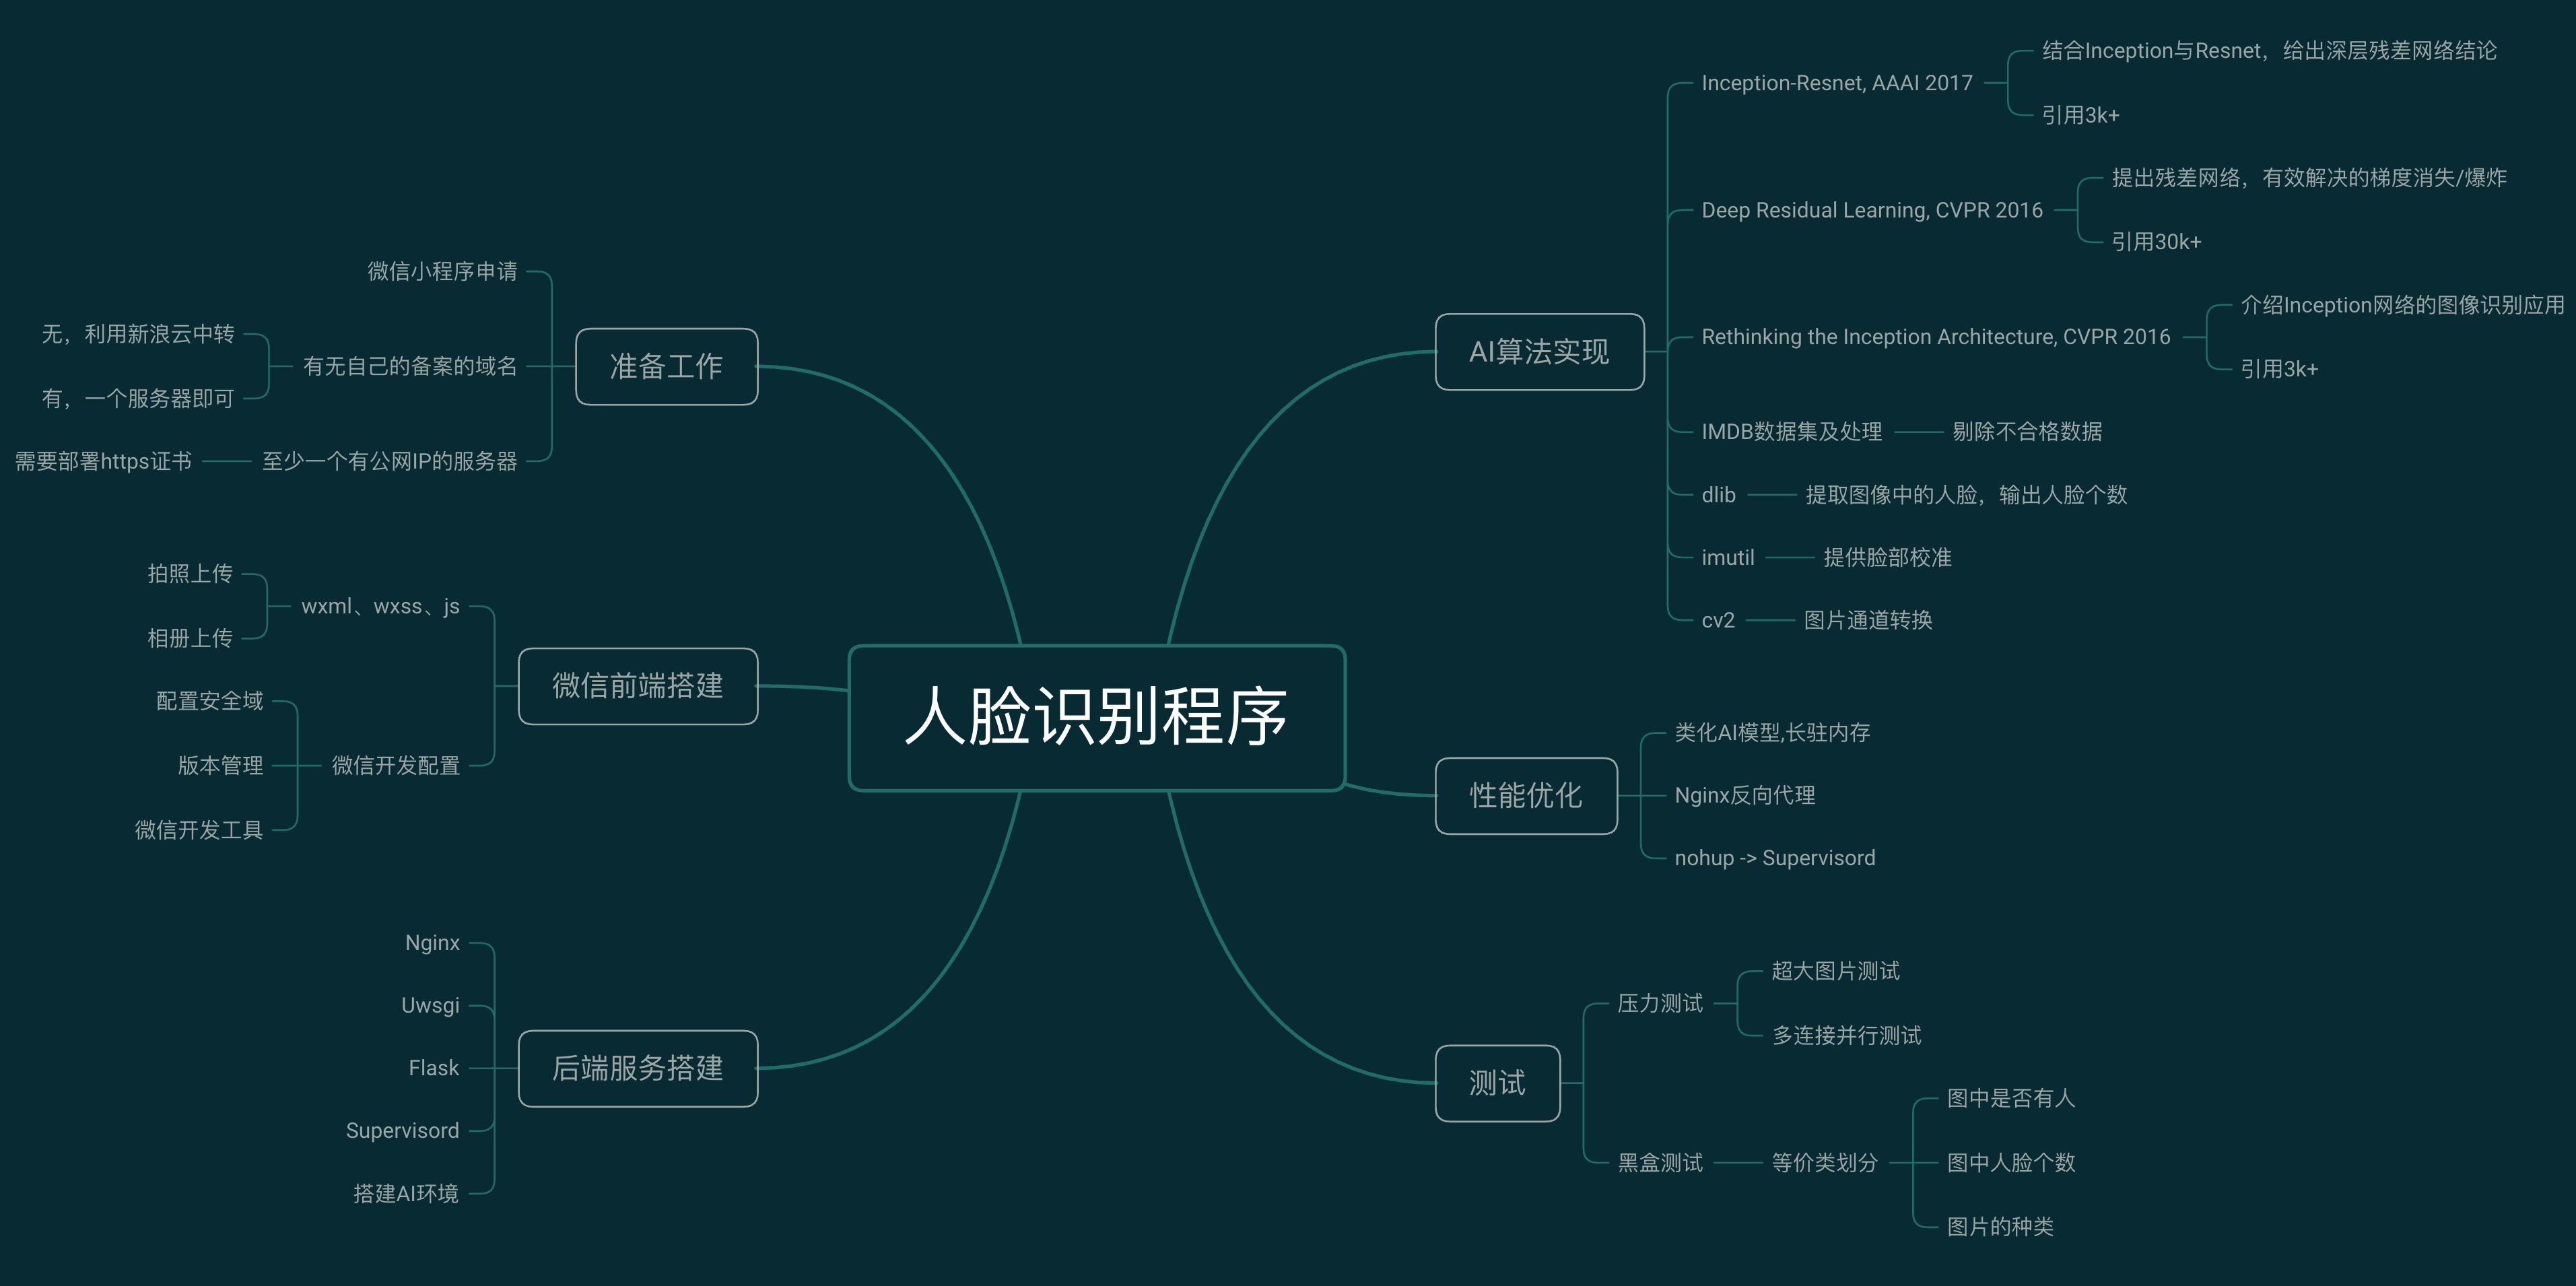 人脸识别程序
准备工作
微信小程序申请
有无自己的备案的域名
无，利用新浪云中转
有，一个服务器即可
至少一个有公网IP的服务器
需要部署https证书
微信前端搭建
wxml、wxss、js
拍照上传
相册上传
微信开发配置
配置安全域
版本管理
微信开发工具
后端服务搭建
Nginx
Uwsgi
Flask
Supervisord
搭建AI环境
AI算法实现
Inception-Resnet, AAAI 2017
结合Inception与Resnet，给出深层残差网络结论
引用3k+
Deep Residual Learning, CVPR 2016
提出残差网络，有效解决的梯度消失/爆炸
引用30k+
Rethinking the Inception Architecture, CVPR 2016
介绍Inception网络的图像识别应用
引用3k+
IMDB数据集及处理
剔除不合格数据
dlib
提取图像中的人脸，输出人脸个数
imutil
提供脸部校准
cv2
图片通道转换
性能优化
类化AI模型,长驻内存
Nginx反向代理
nohup -> Supervisord
测试
压力测试
超大图片测试
多连接并行测试
黑盒测试
等价类划分
图中是否有人
图中人脸个数
图片的种类